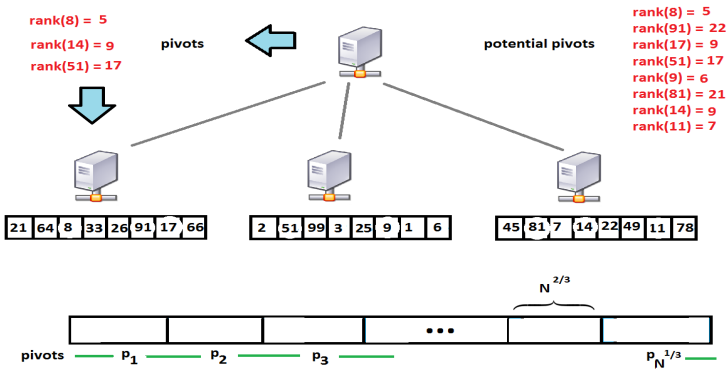 rank(8) = 5
rank(14) = 9
rank(51) = 17
pivots
potential pivots
rank(8) = 5
rank(91) = 22
rank(17) = 9
rank(51) = 17
rank(9) = 6
rank(81) = 21
rank(14) = 9
rank(11) = 7
21 64 8 33 26 91 17 66
2 51 99 3 25 9 1 6
45 81 7 14 22 49 11 78
N^2/3
...
pivots p1 p2 p3 pN^1/3